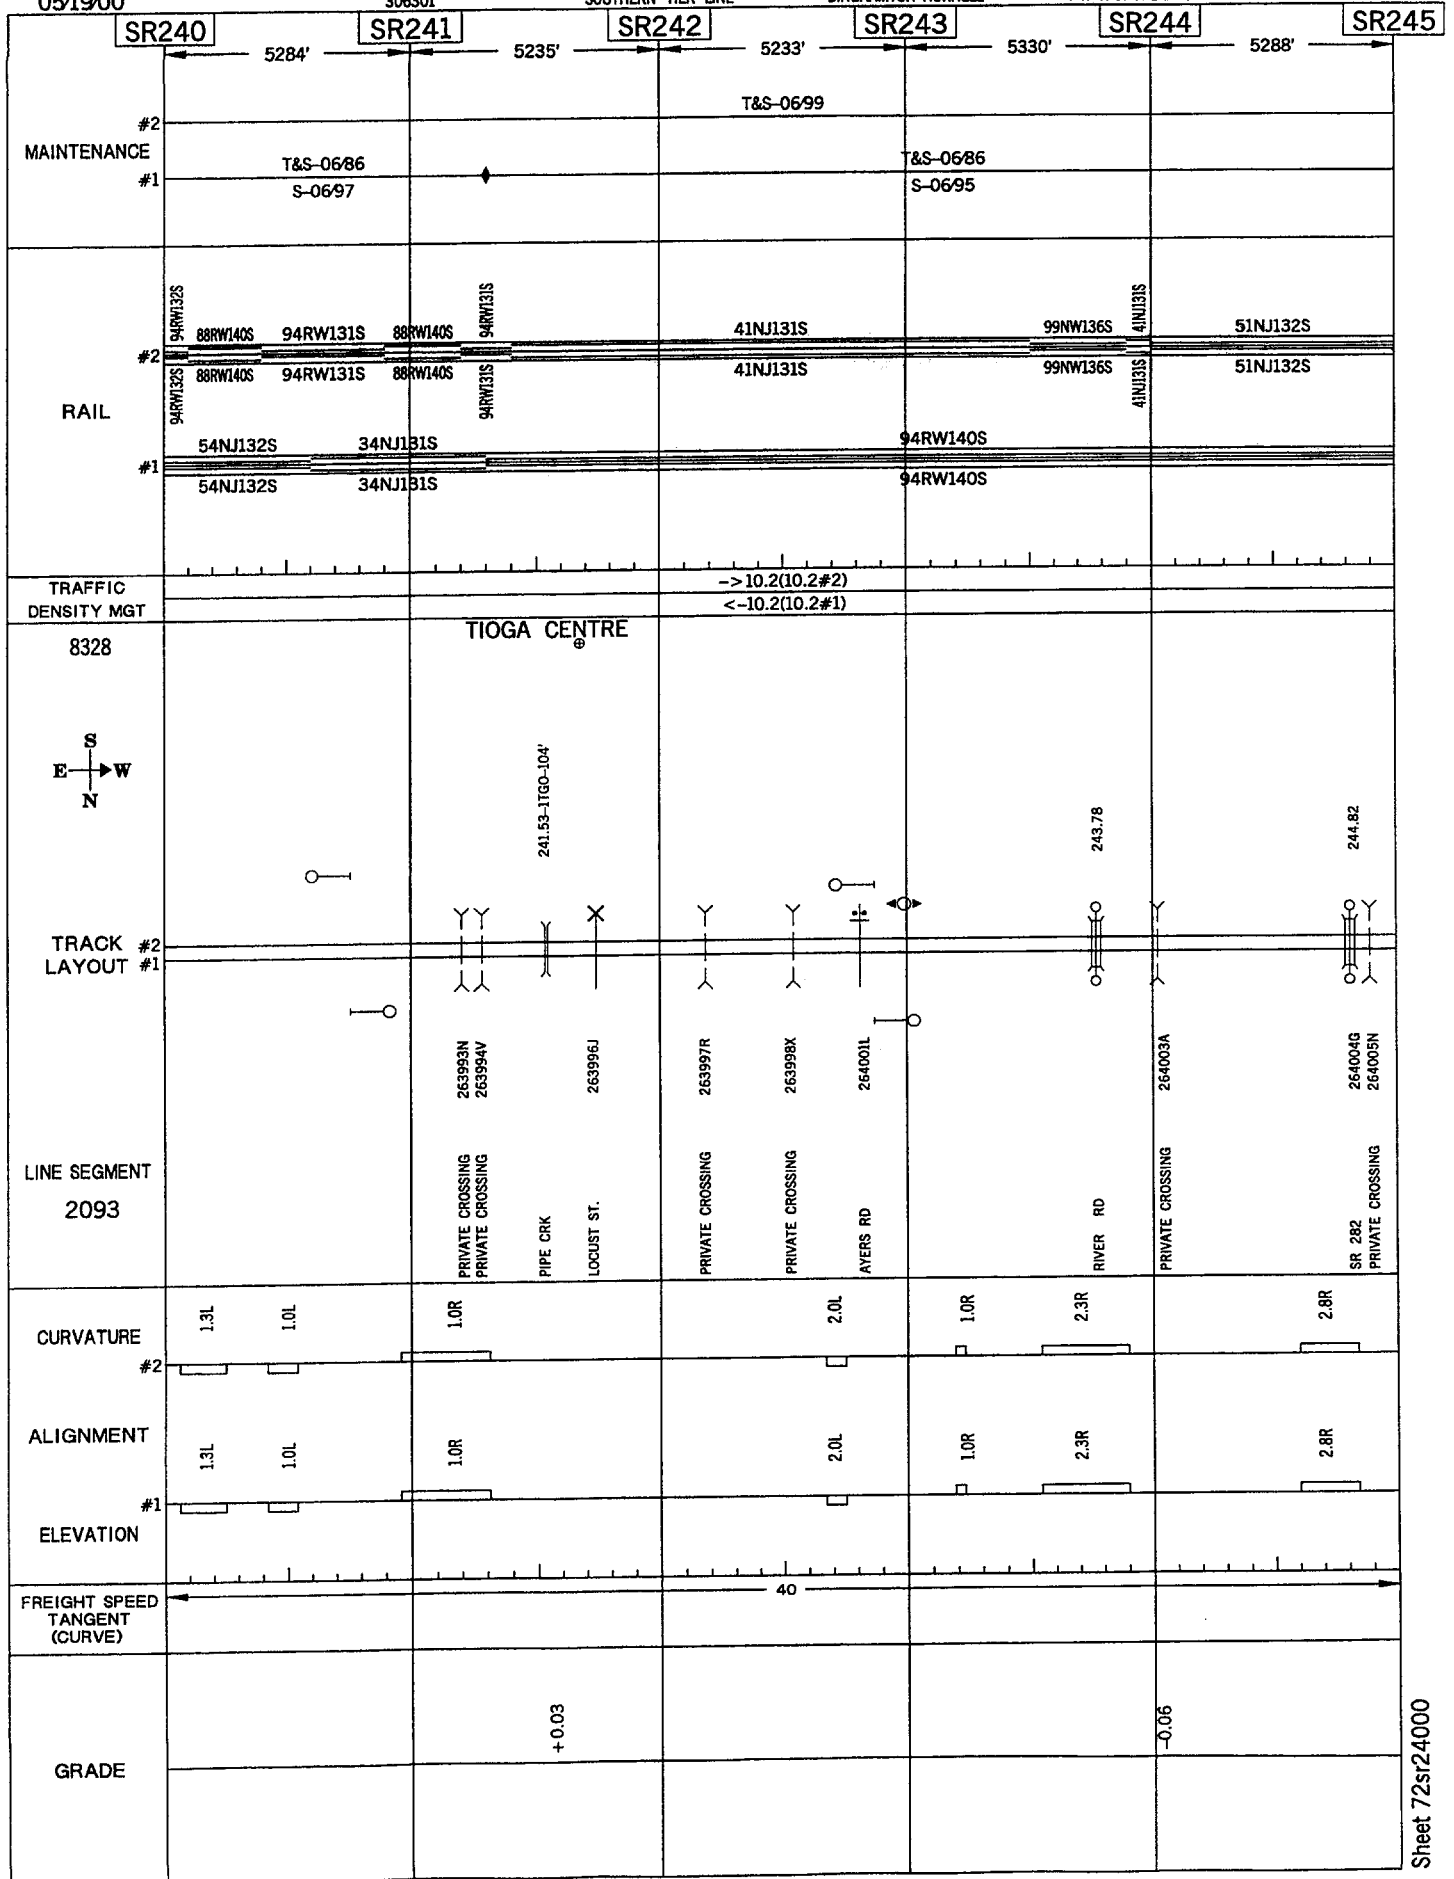 05/19/00
SR240 SR241 SR242 SR243 SR244 SR245
5284' 5235' 5233' 5330' 5288'
T&S-06/99
#2
MAINTENANCE
T&S-06/86 T&S-06/86
#1
S-06/97 S-06/95
94RW132S 88RW140S 94RW131S 88RW140S 94RW131S 41NJ131S 99NW136S 41NJ131S 51NJ132S
#2
94RW132S 88RW140S 94RW131S 88RW140S 94RW131S 41NJ131S 99NW136S 41NJ131S 51NJ132S
RAIL
54NJ132S 34NJ131S 94RW140S
#1
54NJ132S 34NJ131S 94RW140S
TRAFFIC
DENSITY MGT
->10.2(10.2#2)
<-10.2(10.2#1)
8328
TIOGA CENTRE
S
E W
N
241.53-1TGO-104' 243.78 244.82
TRACK #2
LAYOUT #1
263993N 263994V 263996J 263997R 263998X 264001L 264003A 264004G 264005N
LINE SEGMENT
2093
PRIVATE CROSSING
PRIVATE CROSSING
PIPE CRK
LOCUST ST.
PRIVATE CROSSING
PRIVATE CROSSING
AYERS RD
RIVER RD
PRIVATE CROSSING
SR 282
PRIVATE CROSSING
CURVATURE
1.3L 1.0L 1.0R 2.0L 1.0R 2.3R 2.8R
#2
ALIGNMENT
1.3L 1.0L 1.0R 2.0L 1.0R 2.3R 2.8R
#1
ELEVATION
FREIGHT SPEED
TANGENT
(CURVE)
40
GRADE
+0.03 -0.06
Sheet 72sr24000